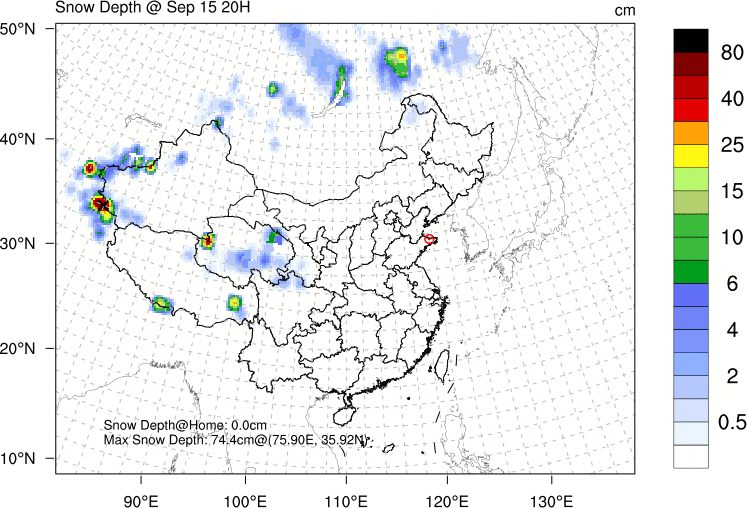 Snow Depth @ Sep 15 20H
cm
50°N
40°N
30°N
20°N
10°N
90°E
100°E
110°E
120°E
130°E
Snow Depth@Home: 0.0cm
Max Snow Depth: 74.4cm@(75.90E, 35.92N)
80
40
25
15
10
6
4
2
0.5